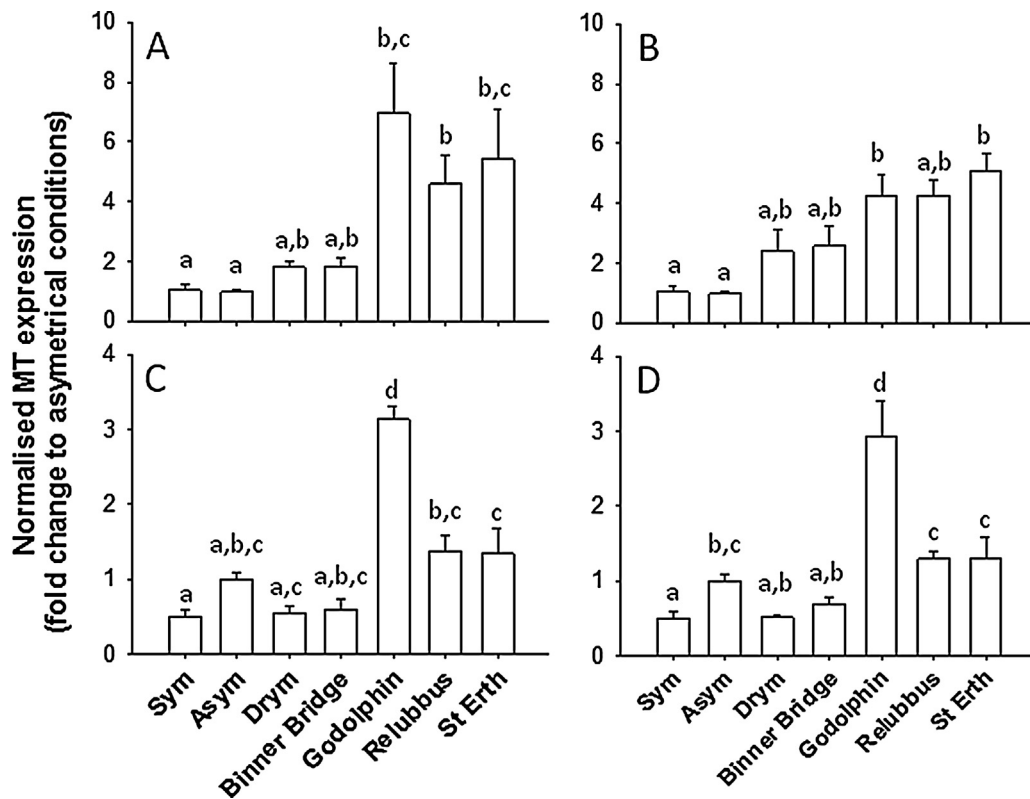 Normalised MT expression
(fold change to asymetrical conditions)
A
10
8
6
4
2
0
a
a
a,b
a,b
b,c
b
b,c
B
10
8
6
4
2
0
a
a
a,b
a,b
b
a,b
b
C
4
3
2
1
0
a
a,b,c
a,c
a,b,c
d
b,c
c
Sym
Asym
Drym
Binner Bridge
Godolphin
Relubbus
St Erth
D
4
3
2
1
0
a
b,c
a,b
a,b
d
c
c
Sym
Asym
Drym
Binner Bridge
Godolphin
Relubbus
St Erth